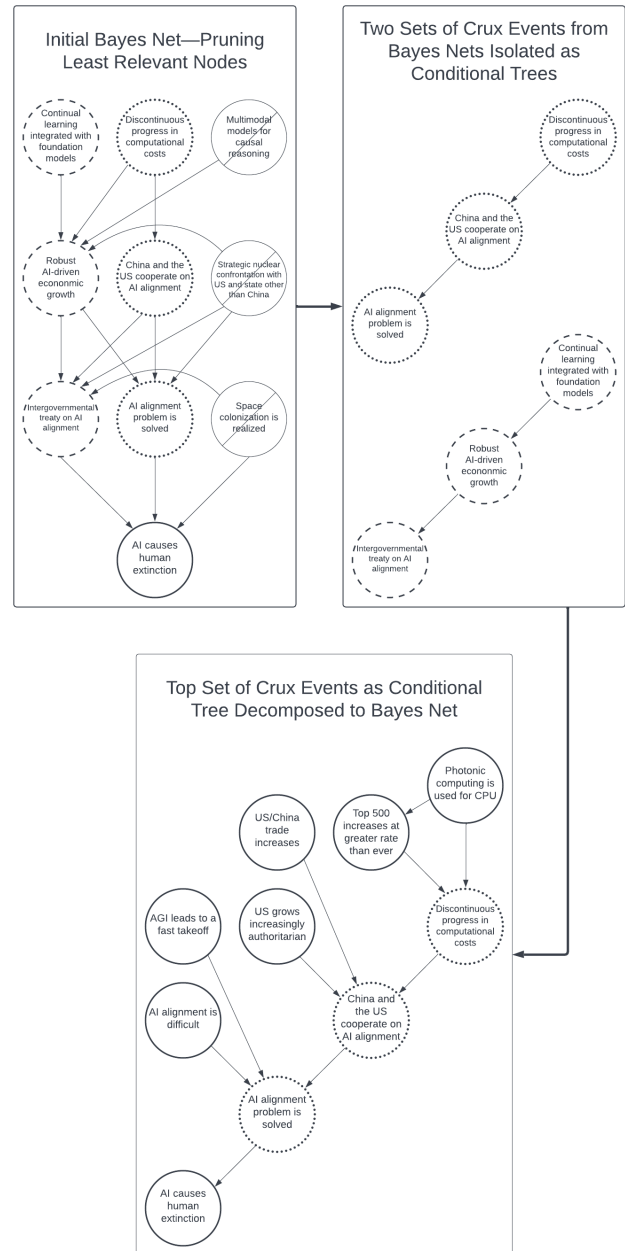 Initial Bayes Net—Pruning
Least Relevant Nodes
Continual
learning
integrated with
foundation
models
Discontinuous
progress in
computational
costs
Multimodal
models for
causal
reasoning
Robust
AI-driven
econonmic
growth
China and the
US cooperate on
AI alignment
Strategic nuclear
confrontation with
US and state other
than China
Intergovernmental
treaty on AI
alignment
AI alignment
problem is
solved
Space
colonization is
realized
AI causes
human
extinction
Two Sets of Crux Events from
Bayes Nets Isolated as
Conditional Trees
Discontinuous
progress in
computational
costs
China and the
US cooperate on
AI alignment
AI alignment
problem is
solved
Continual
learning
integrated with
foundation
models
Robust
AI-driven
econonmic
growth
Intergovernmental
treaty on AI
alignment
Top Set of Crux Events as Conditional
Tree Decomposed to Bayes Net
Photonic
computing is
used for CPU
US/China
trade
increases
Top 500
increases at
greater rate
than ever
AGI leads to a
fast takeoff
US grows
increasingly
authoritarian
Discontinuous
progress in
computational
costs
AI alignment is
difficult
China and
the US
cooperate on
AI alignment
AI alignment
problem is
solved
AI causes
human
extinction